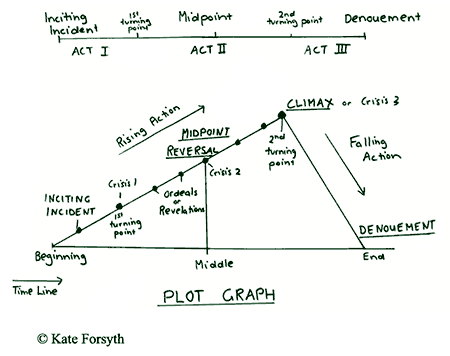 Inciting Incident
1st turning point
Midpoint
2nd turning point
Denouement
ACT I
ACT II
ACT III
CLIMAX or Crisis 3
Rising Action
MIDPOINT
REVERSAL
2nd turning point
Falling
Action
Crisis 1
Crisis 2
INCITING
INCIDENT
1st turning point
Ordeals
or
Revelations
DENOUEMENT
Beginning
Middle
End
Time Line
PLOT GRAPH
© Kate Forsyth